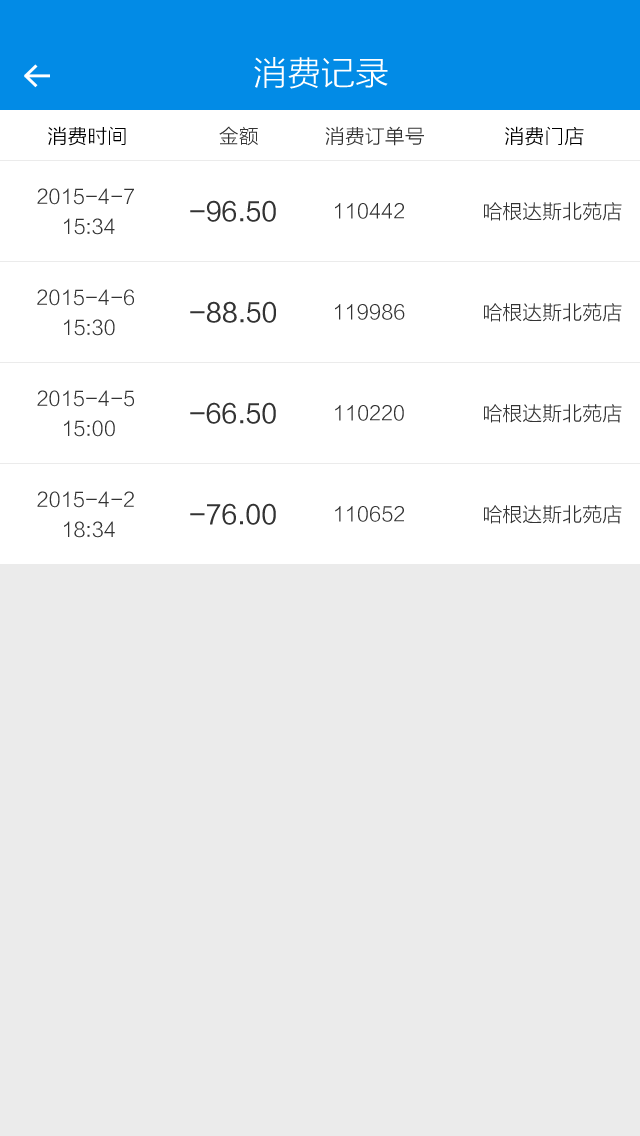 消费记录
消费时间 金额 消费订单号 消费门店
2015-4-7
15:34
-96.50 110442 哈根达斯北苑店
2015-4-6
15:30
-88.50 119986 哈根达斯北苑店
2015-4-5
15:00
-66.50 110220 哈根达斯北苑店
2015-4-2
18:34
-76.00 110652 哈根达斯北苑店